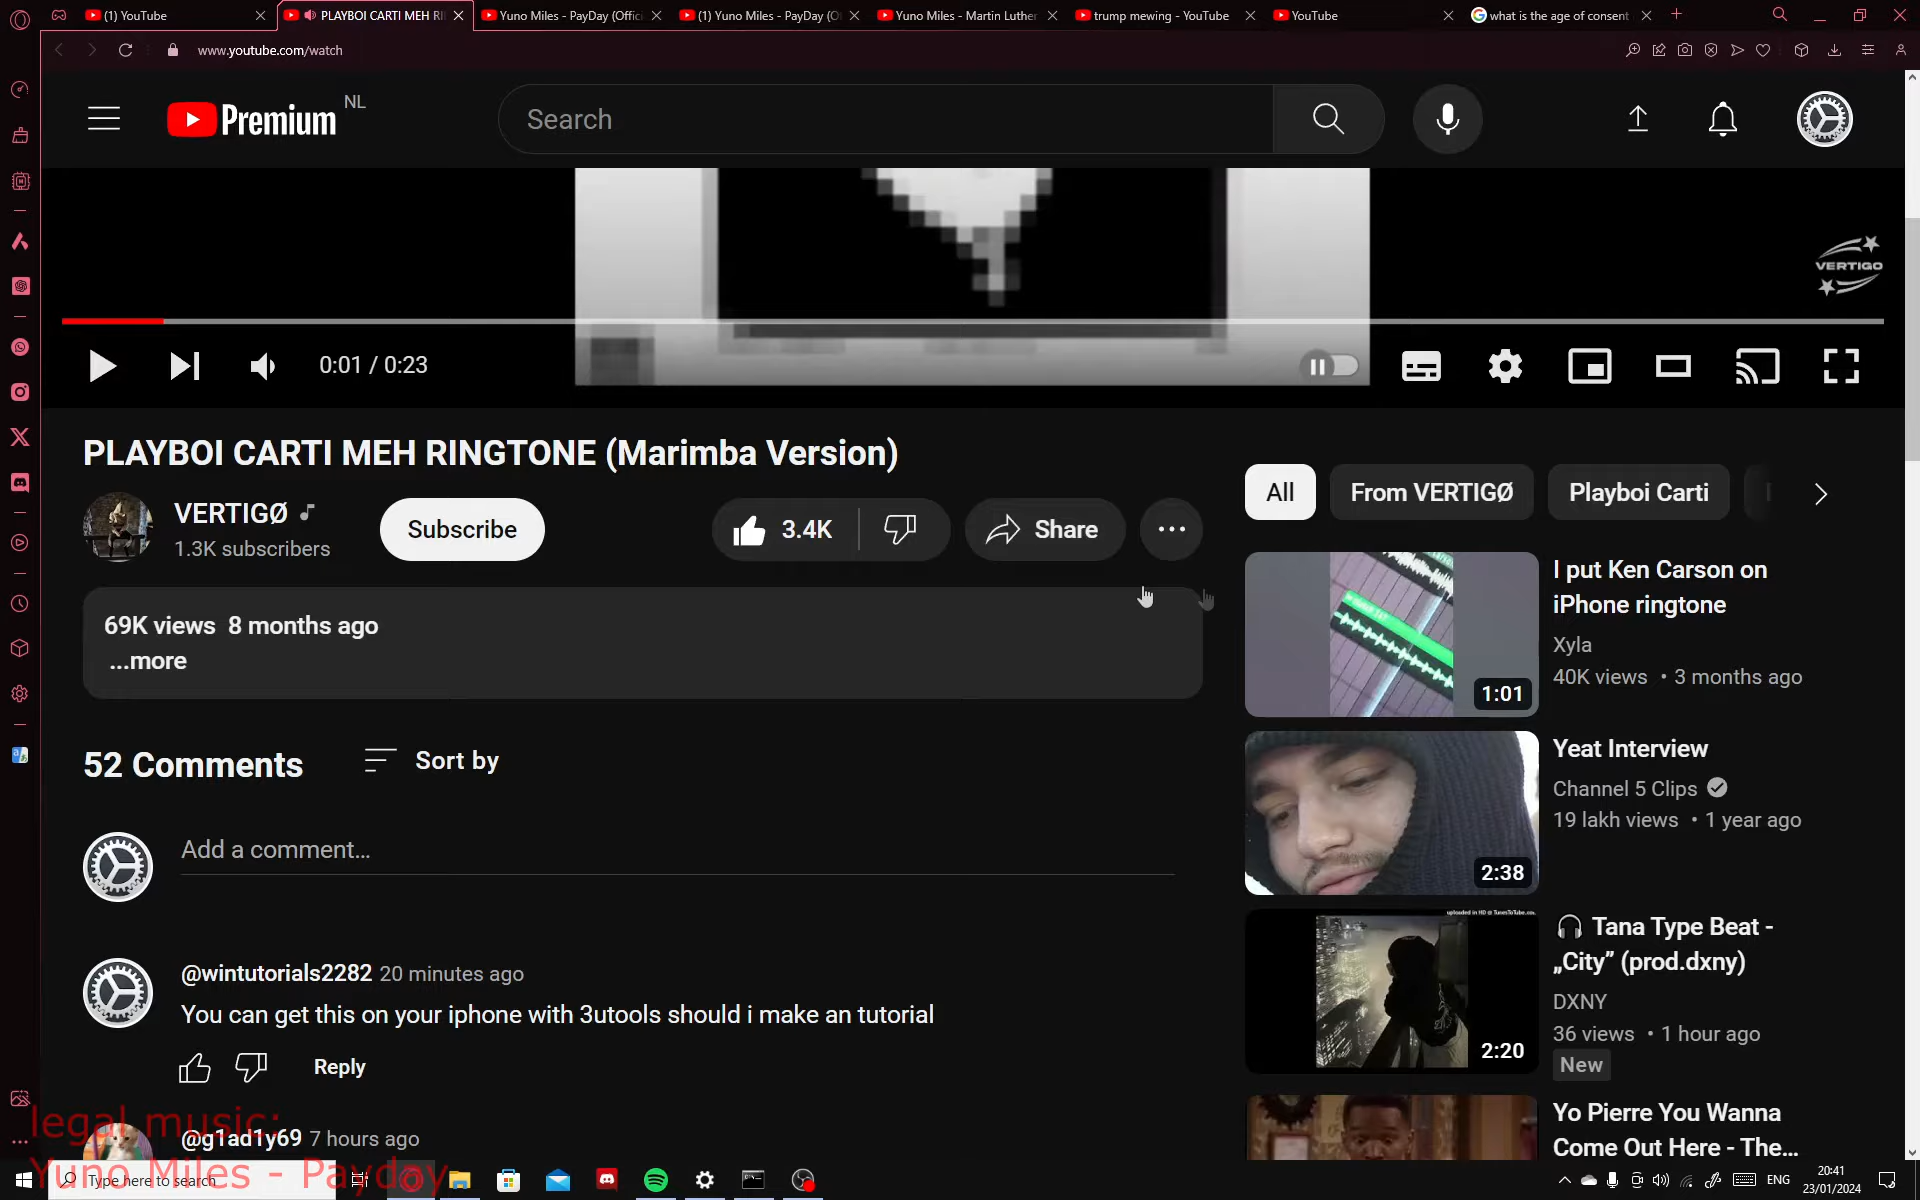 (1) YouTube
PLAYBOI CARTI MEH RI
Yuno Miles - PayDay (Offici
(1) Yuno Miles - PayDay (O
Yuno Miles - Martin Luther
trump mewing - YouTube
YouTube
what is the age of consent
www.youtube.com/watch
Premium
NL
Search
VERTIGO
0:01 / 0:23
PLAYBOI CARTI MEH RINGTONE (Marimba Version)
VERTIGØ
1.3K subscribers
Subscribe
3.4K
Share
69K views 8 months ago
...more
52 Comments
Sort by
Add a comment...
@wintutorials2282 20 minutes ago
You can get this on your iphone with 3utools should i make an tutorial
Reply
@g1ad1y69 7 hours ago
All
From VERTIGØ
Playboi Carti
I put Ken Carson on
iPhone ringtone
Xyla
40K views • 3 months ago
1:01
Yeat Interview
Channel 5 Clips
19 lakh views • 1 year ago
2:38
uploaded in HD @ TunesToTube.com
🎧 Tana Type Beat -
„City” (prod.dxny)
DXNY
36 views • 1 hour ago
New
2:20
Yo Pierre You Wanna
Come Out Here - The...
legal music:
Yuno Miles - Payday
Type here to search
ENG
20:41
23/01/2024